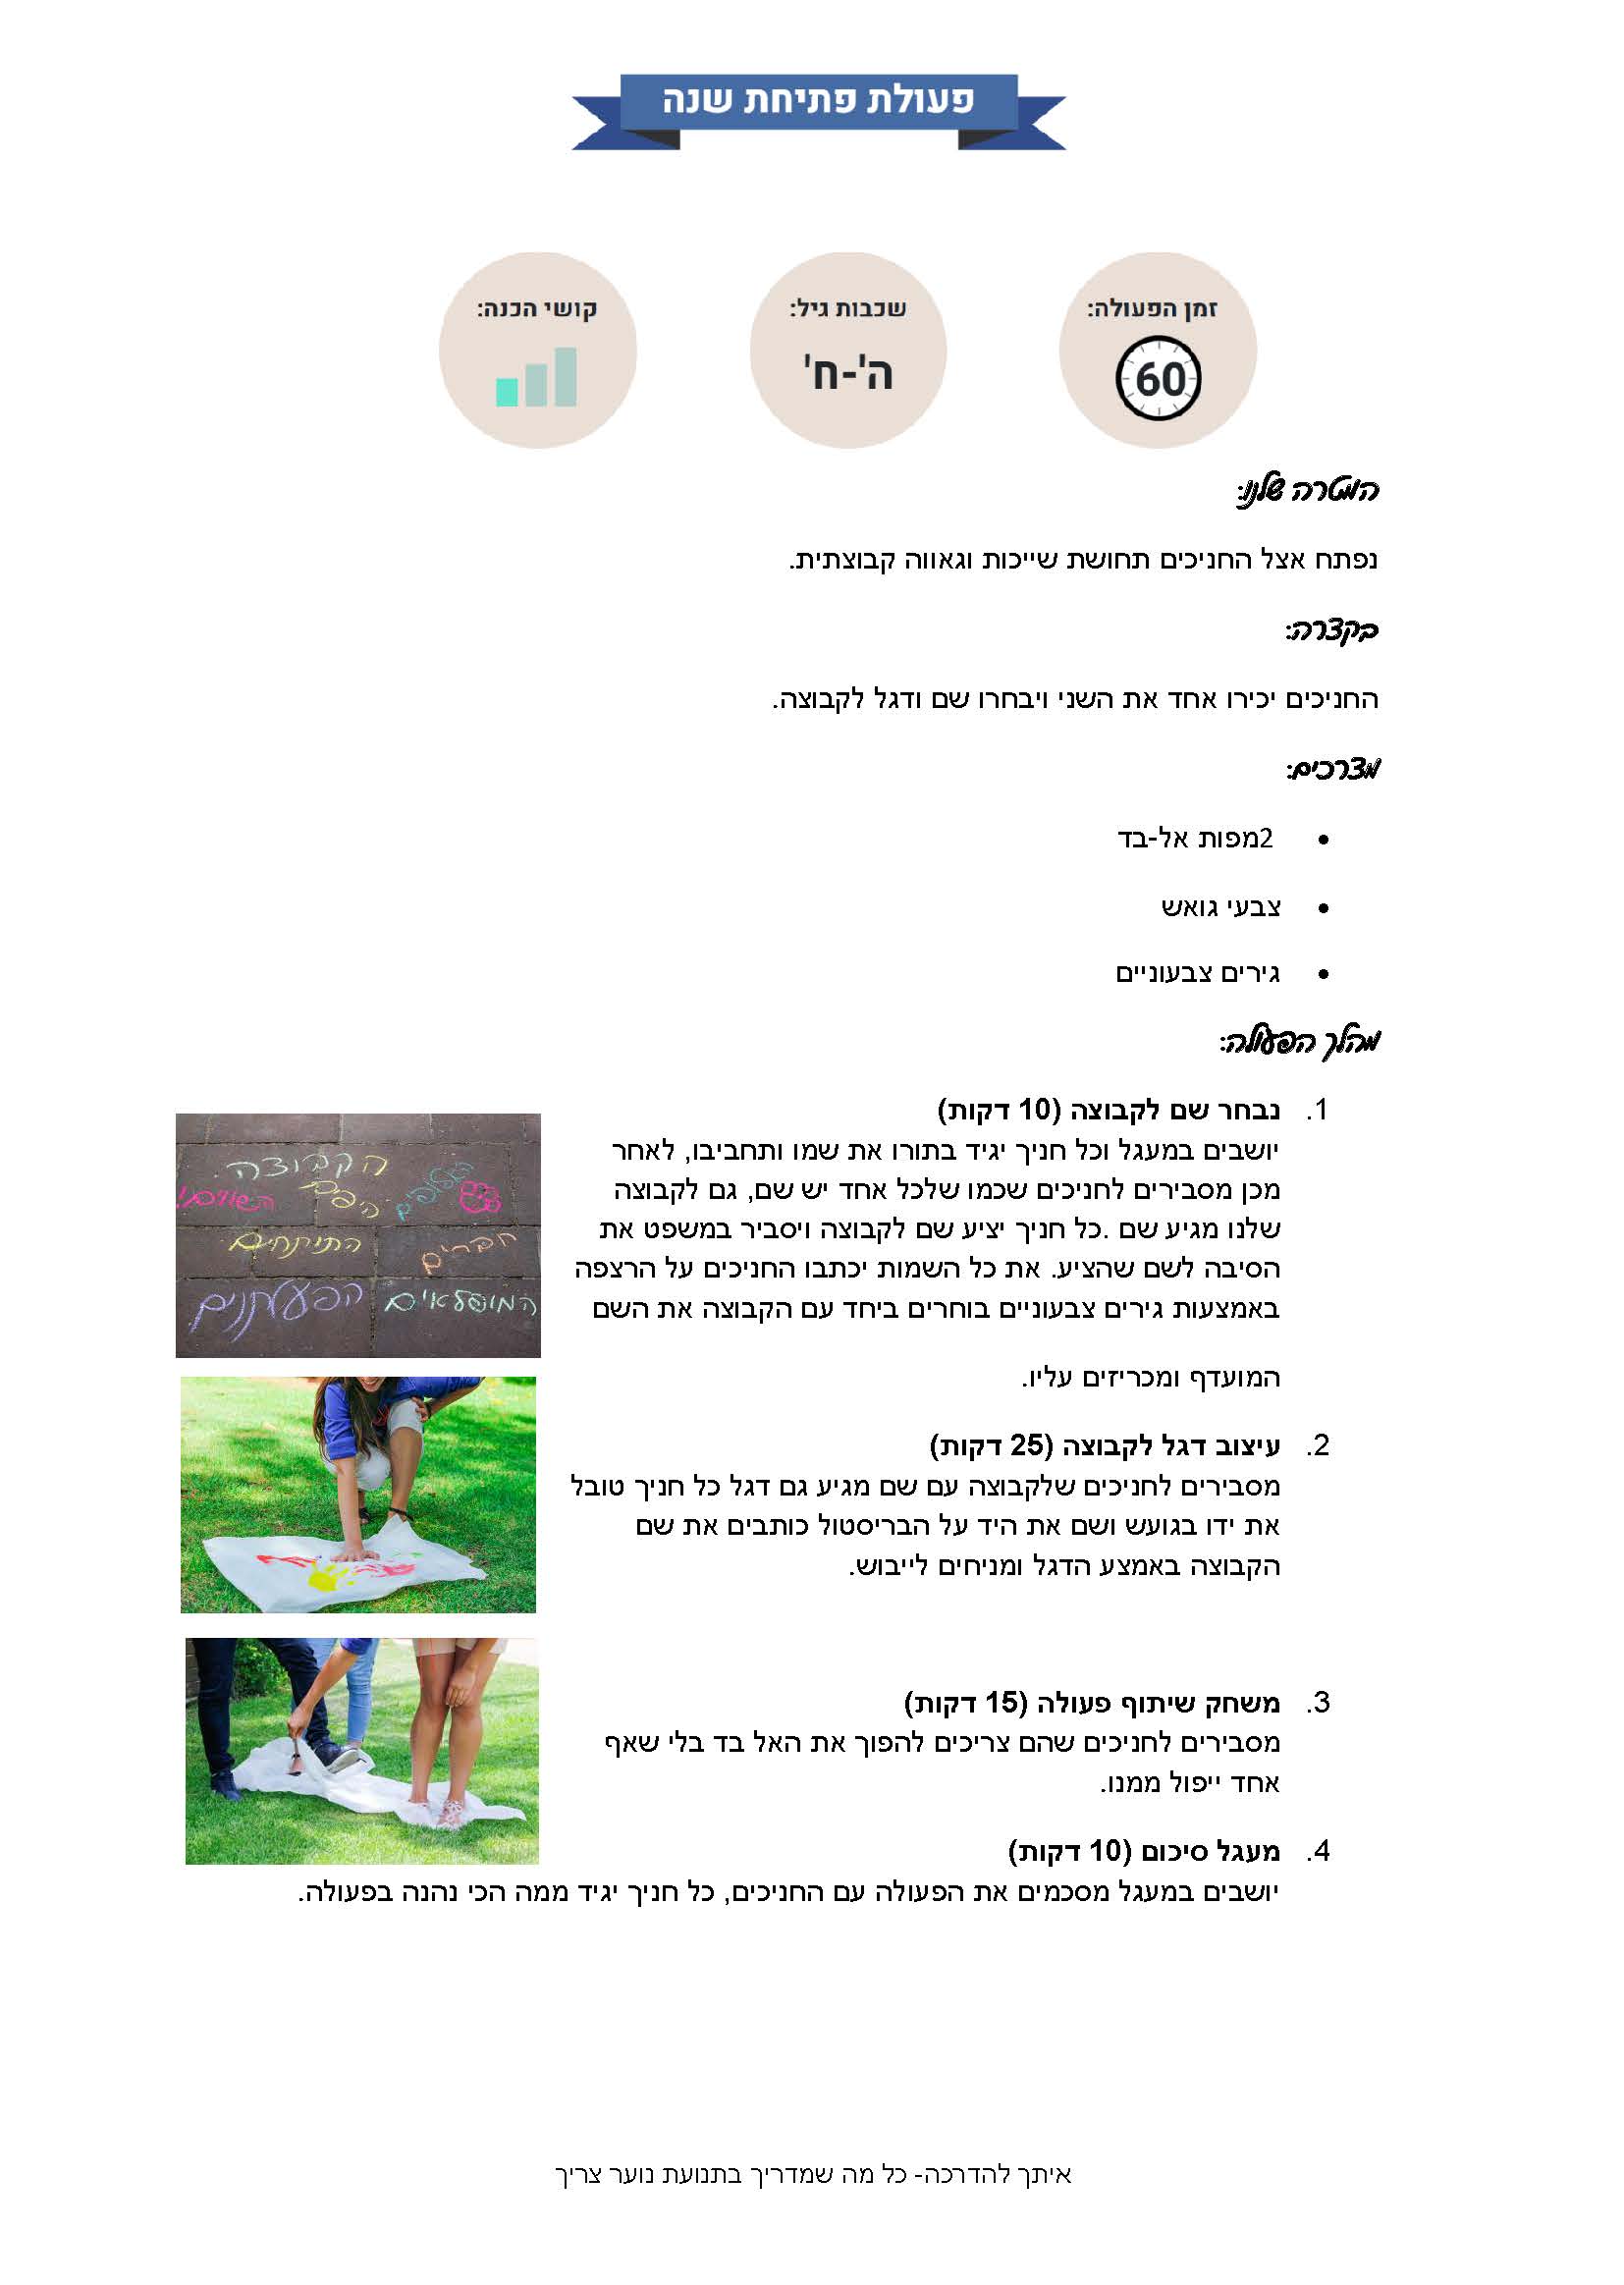 פעולת פתיחת שנה
זמן הפעולה:
60
שכבות גיל:
ה'-ח'
קושי הכנה:
המטרה שלנו:
נפתח אצל החניכים תחושת שייכות וגאווה קבוצתית.
בקצרה:
החניכים יכירו אחד את השני ויבחרו שם ודגל לקבוצה.
מצרכים:
• 2מפות אל-בד
• צבעי גואש
• גירים צבעוניים
מהלך הפעולה:
1. נבחר שם לקבוצה (10 דקות)
יושבים במעגל וכל חניך יגיד בתורו את שמו ותחביבו, לאחר
מכן מסבירים לחניכים שכמו שלכל אחד יש שם, גם לקבוצה
שלנו מגיע שם .כל חניך יציע שם לקבוצה ויסביר במשפט את
הסיבה לשם שהציע. את כל השמות יכתבו החניכים על הרצפה
באמצעות גירים צבעוניים בוחרים ביחד עם הקבוצה את השם
המועדף ומכריזים עליו.
הקבוצה
השווים!
חברים
התותחים
המופלאים
הפעלתנים
2. עיצוב דגל לקבוצה (25 דקות)
מסבירים לחניכים שלקבוצה עם שם מגיע גם דגל כל חניך טובל
את ידו בגועש ושם את היד על הבריסטול כותבים את שם
הקבוצה באמצע הדגל ומניחים לייבוש.
3. משחק שיתוף פעולה (15 דקות)
מסבירים לחניכים שהם צריכים להפוך את האל בד בלי שאף
אחד ייפול ממנו.
4. מעגל סיכום (10 דקות)
יושבים במעגל מסכמים את הפעולה עם החניכים, כל חניך יגיד ממה הכי נהנה בפעולה.
איתך להדרכה- כל מה שמדריך בתנועת נוער צריך